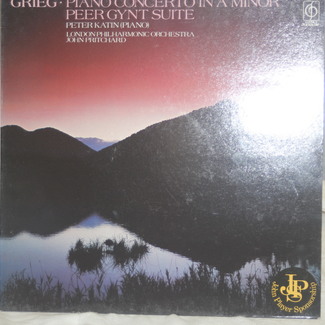 GRIEG · PIANO CONCERTO IN A MINOR
PEER GYNT SUITE
PETER KATIN (PIANO)
LONDON PHILHARMONIC ORCHESTRA
JOHN PRITCHARD
JPS
John Player Sponsorship